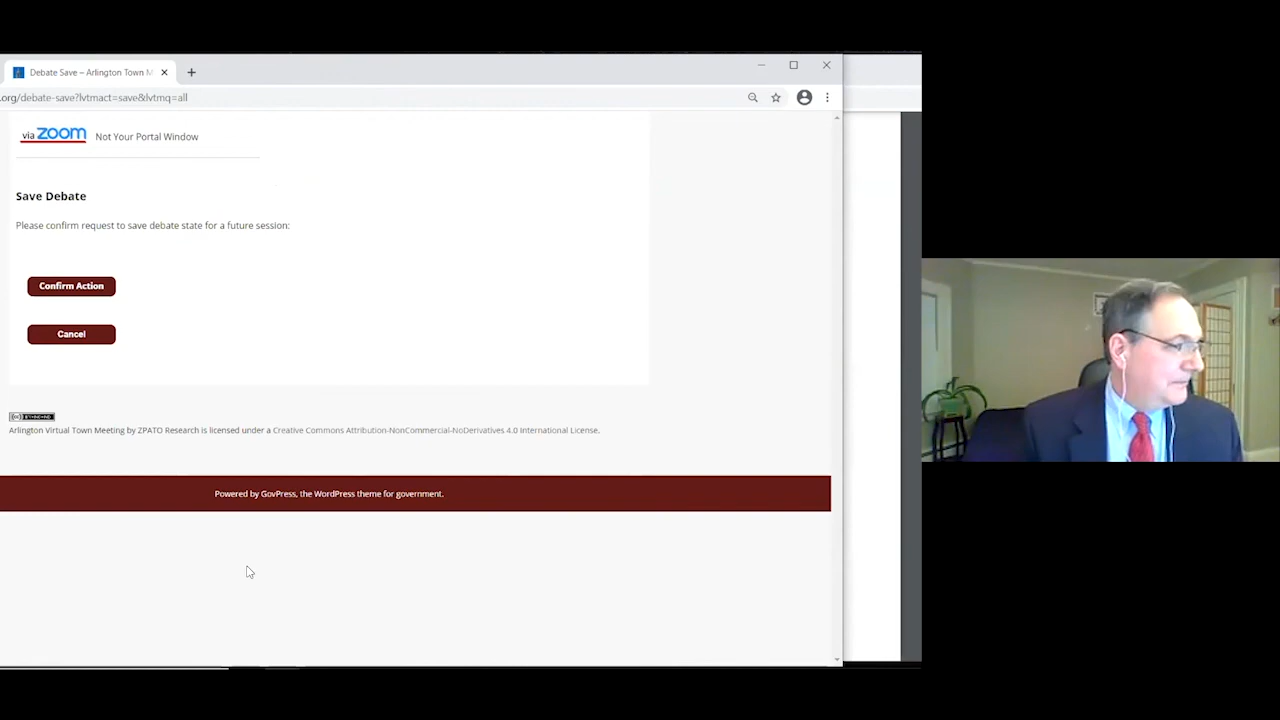 Debate Save – Arlington Town M
.org/debate-save?lvtmact=save&lvtmq=all
via zoom Not Your Portal Window
Save Debate
Please confirm request to save debate state for a future session:
Confirm Action
Cancel
Arlington Virtual Town Meeting by ZPATO Research is licensed under a Creative Commons Attribution-NonCommercial-NoDerivatives 4.0 International License.
Powered by GovPress, the WordPress theme for government.